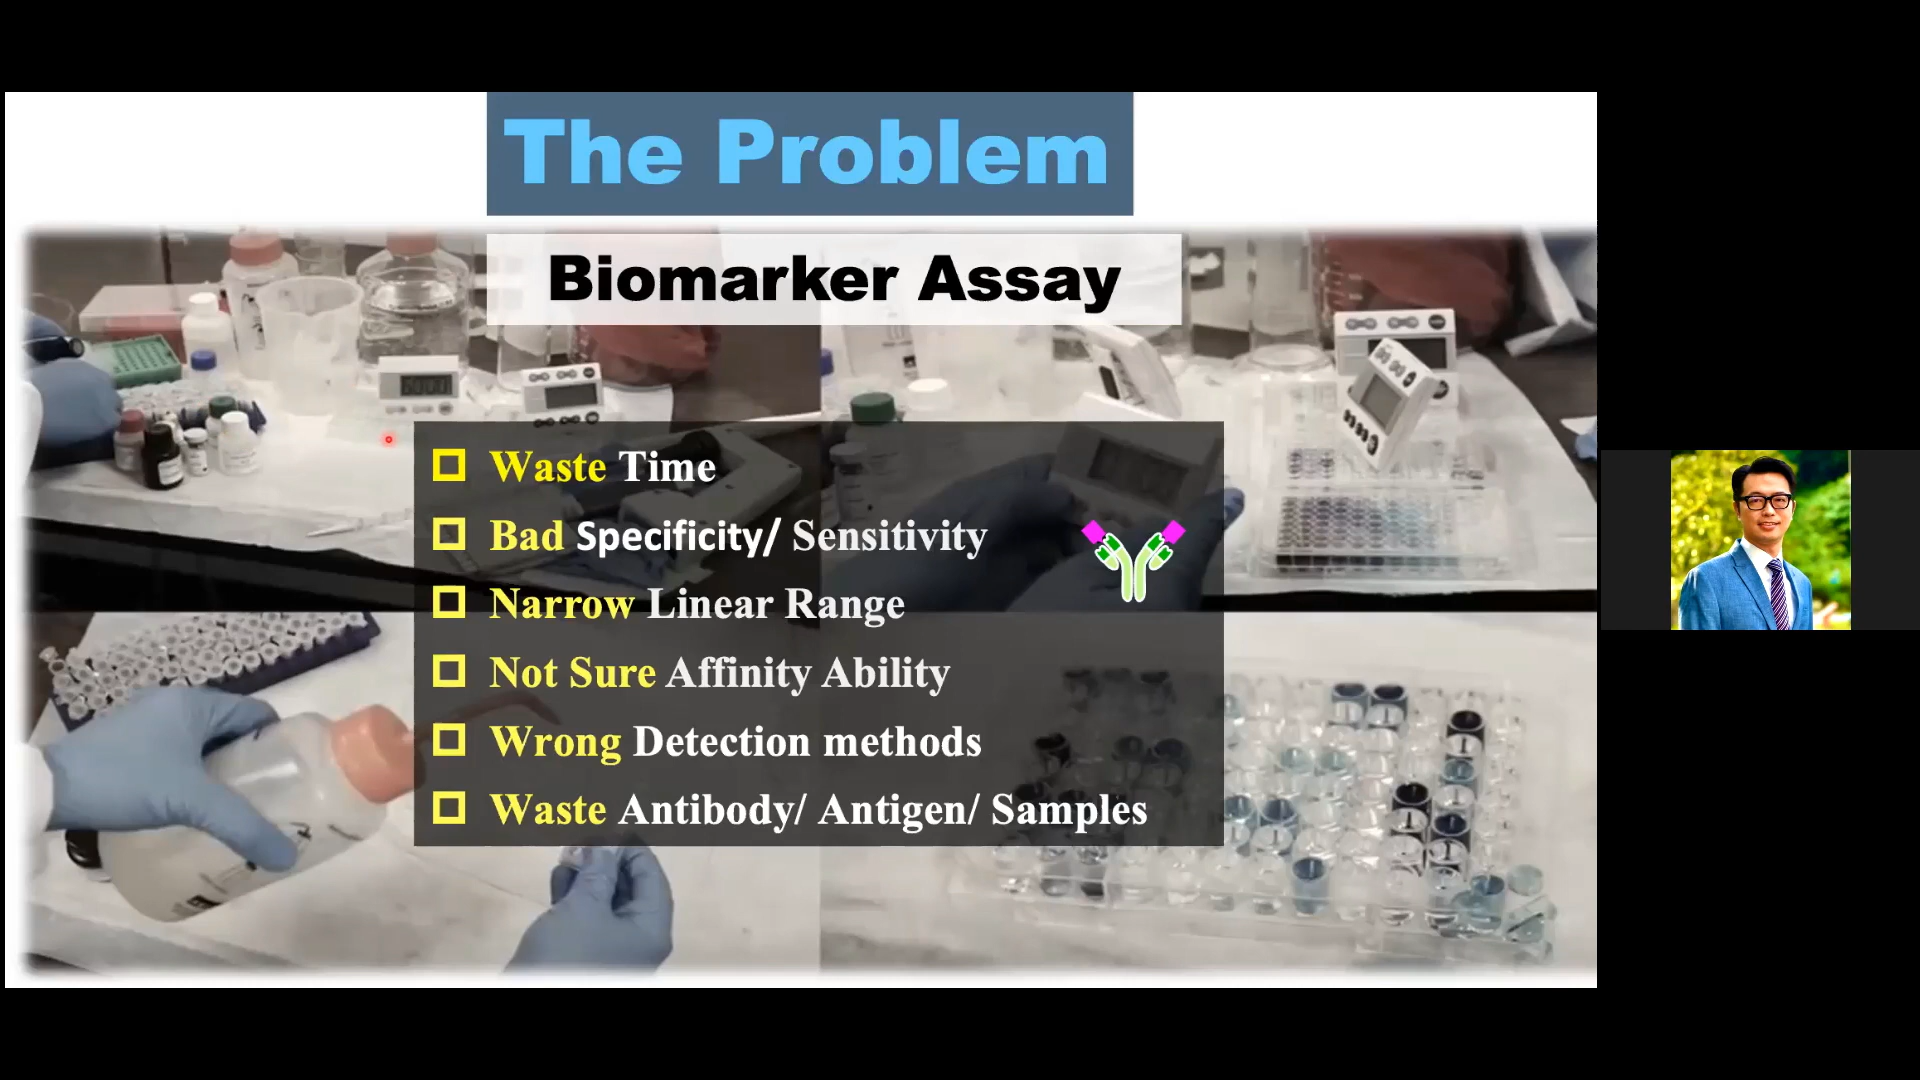 The Problem
Biomarker Assay
Waste Time
Bad Specificity/ Sensitivity
Narrow Linear Range
Not Sure Affinity Ability
Wrong Detection methods
Waste Antibody/ Antigen/ Samples